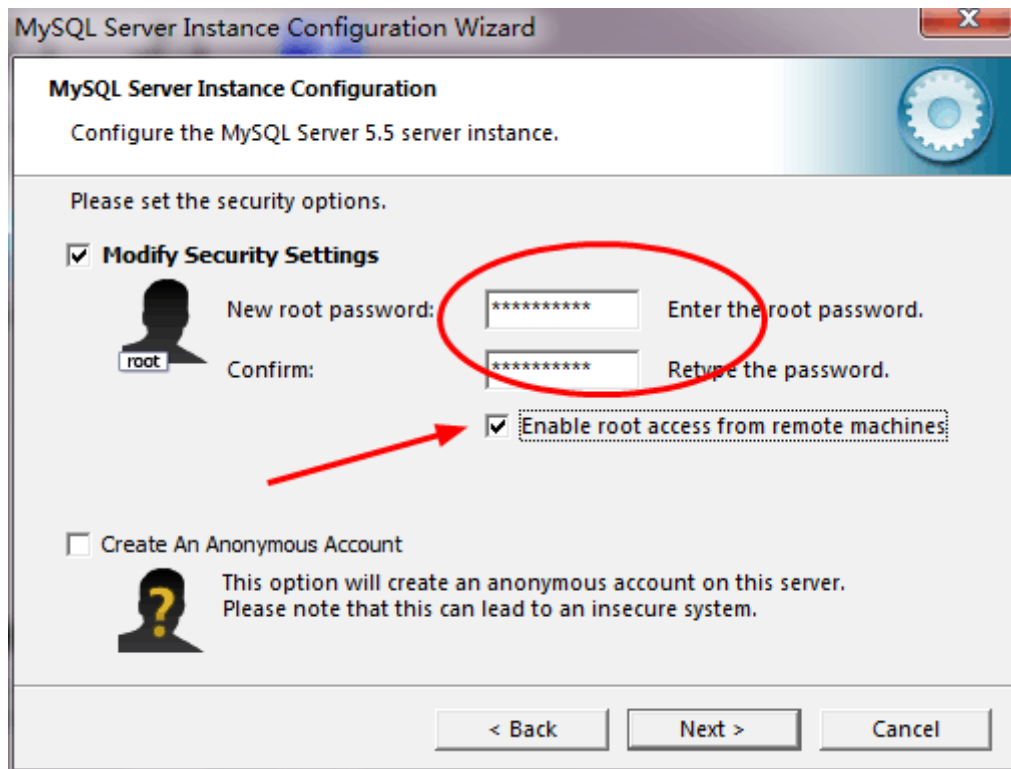 MySQL Server Instance Configuration Wizard
MySQL Server Instance Configuration
Configure the MySQL Server 5.5 server instance.
Please set the security options.
Modify Security Settings
New root password: ********** Enter the root password.
root
Confirm: ********** Retype the password.
Enable root access from remote machines
Create An Anonymous Account
This option will create an anonymous account on this server.
Please note that this can lead to an insecure system.
< Back Next > Cancel